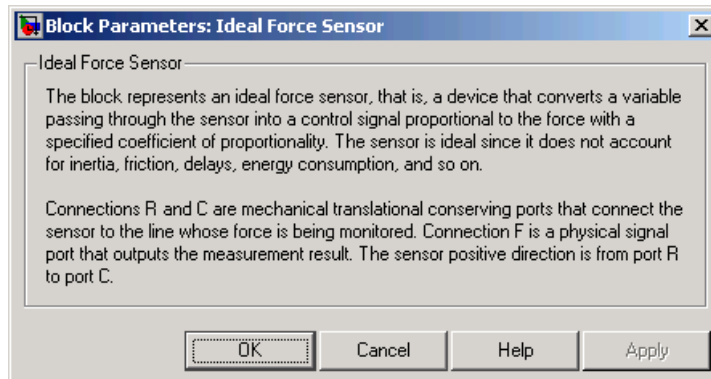 Block Parameters: Ideal Force Sensor
Ideal Force Sensor
The block represents an ideal force sensor, that is, a device that converts a variable
passing through the sensor into a control signal proportional to the force with a
specified coefficient of proportionality. The sensor is ideal since it does not account
for inertia, friction, delays, energy consumption, and so on.
Connections R and C are mechanical translational conserving ports that connect the
sensor to the line whose force is being monitored. Connection F is a physical signal
port that outputs the measurement result. The sensor positive direction is from port R
to port C.
OK Cancel Help Apply